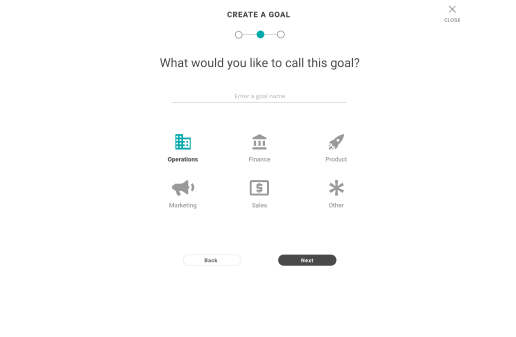 CREATE A GOAL
CLOSE
What would you like to call this goal?
Enter a goal name
Operations Finance Product
Marketing Sales Other
Back Next